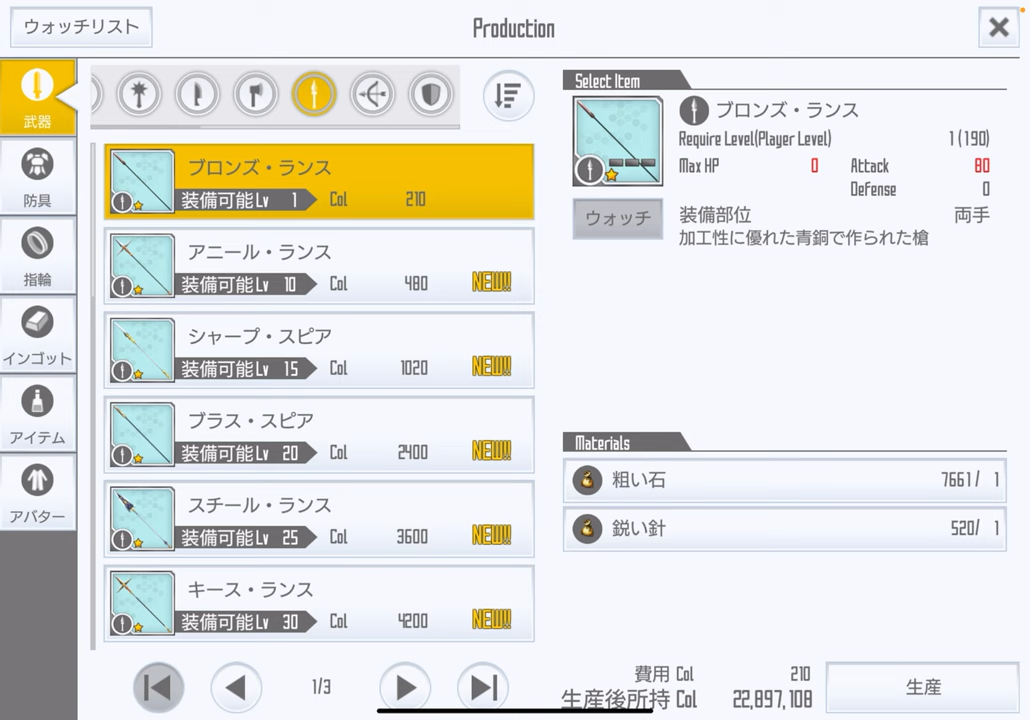 ウォッチリスト
Production
武器
防具
指輪
インゴット
アイテム
アバター
ブロンズ・ランス
装備可能Lv 1 Col 210
アニール・ランス
装備可能Lv 10 Col 480 NEW!!
シャープ・スピア
装備可能Lv 15 Col 1020 NEW!!
ブラス・スピア
装備可能Lv 20 Col 2400 NEW!!
スチール・ランス
装備可能Lv 25 Col 3600 NEW!!
キース・ランス
装備可能Lv 30 Col 4200 NEW!!
1/3
Select Item
ブロンズ・ランス
Require Level(Player Level) 1(190)
Max HP 0 Attack 80
Defense 0
ウォッチ
装備部位 両手
加工性に優れた青銅で作られた槍
Materials
粗い石 7661/ 1
鋭い針 520/ 1
費用 Col 210
生産後所持 Col 22,897,108
生産